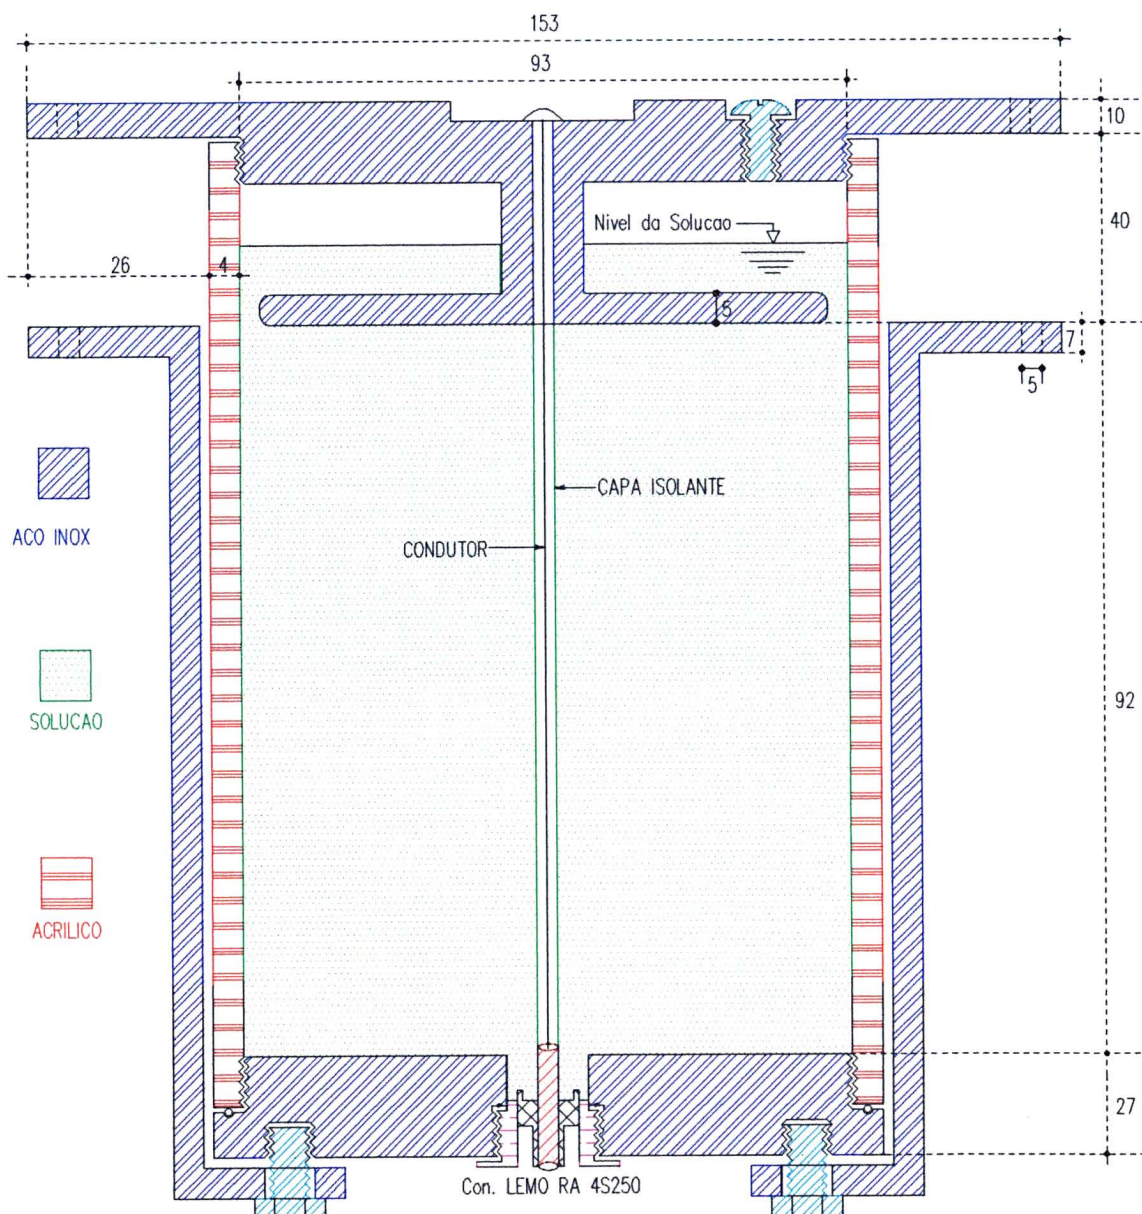 153
93
10
Nivel da Solucao
40
26
4
5
7
5
CAPA ISOLANTE
ACO INOX
CONDUTOR
SOLUCAO
92
ACRILICO
27
Con. LEMO RA 4S250